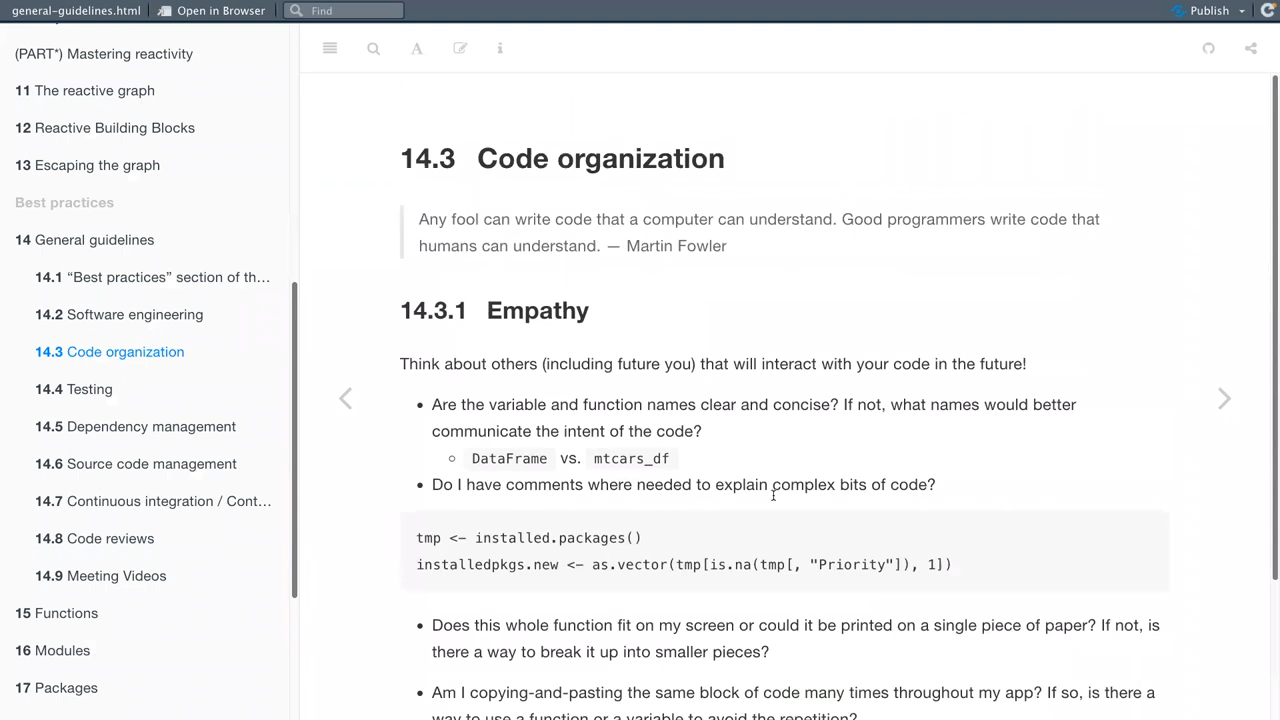 general-guidelines.html
Open in Browser
Find
Publish
(PART*) Mastering reactivity
11 The reactive graph
12 Reactive Building Blocks
13 Escaping the graph
Best practices
14 General guidelines
14.1 “Best practices” section of th…
14.2 Software engineering
14.3 Code organization
14.4 Testing
14.5 Dependency management
14.6 Source code management
14.7 Continuous integration / Cont…
14.8 Code reviews
14.9 Meeting Videos
15 Functions
16 Modules
17 Packages
14.3 Code organization
Any fool can write code that a computer can understand. Good programmers write code that
humans can understand. — Martin Fowler
14.3.1 Empathy
Think about others (including future you) that will interact with your code in the future!
• Are the variable and function names clear and concise? If not, what names would better
communicate the intent of the code?
◦ DataFrame vs. mtcars_df
• Do I have comments where needed to explain complex bits of code?
tmp <- installed.packages()
installedpkgs.new <- as.vector(tmp[is.na(tmp[, "Priority"]), 1])
• Does this whole function fit on my screen or could it be printed on a single piece of paper? If not, is
there a way to break it up into smaller pieces?
• Am I copying-and-pasting the same block of code many times throughout my app? If so, is there a
way to use a function or a variable to avoid the repetition?